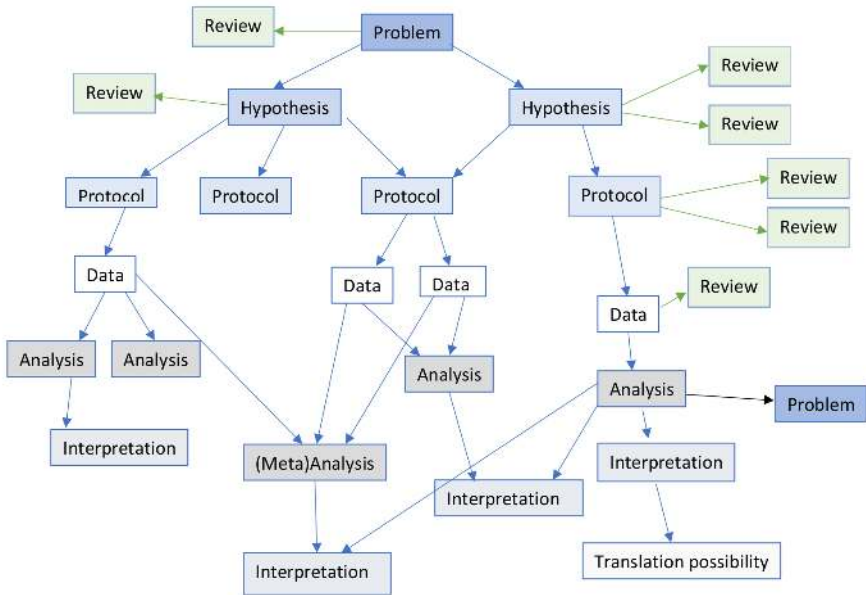 Review
Problem
Review
Review
Hypothesis
Hypothesis
Review
Protocol
Protocol
Protocol
Protocol
Review
Review
Data
Data
Data
Review
Data
Analysis
Analysis
Analysis
Analysis
Problem
Interpretation
(Meta)Analysis
Interpretation
Interpretation
Interpretation
Translation possibility